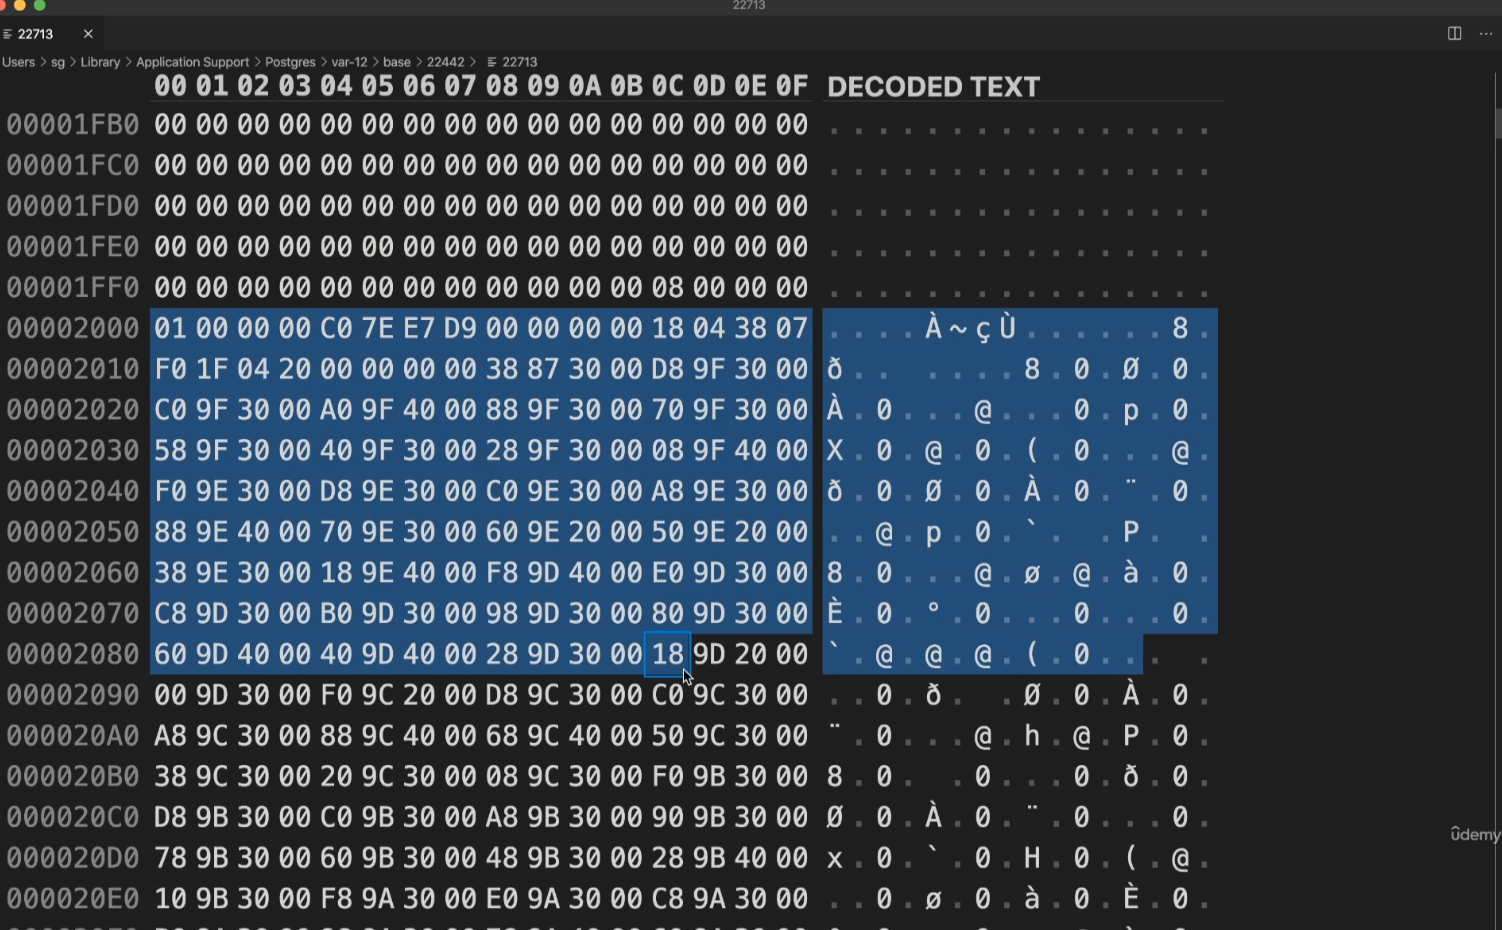 22713
22713
Users > sg > Library > Application Support > Postgres > var-12 > base > 22442 > 22713
00 01 02 03 04 05 06 07 08 09 0A 0B 0C 0D 0E 0F DECODED TEXT
00001FB0 00 00 00 00 00 00 00 00 00 00 00 00 00 00 00 00 . . . . . . . . . . . . . . . .
00001FC0 00 00 00 00 00 00 00 00 00 00 00 00 00 00 00 00 . . . . . . . . . . . . . . . .
00001FD0 00 00 00 00 00 00 00 00 00 00 00 00 00 00 00 00 . . . . . . . . . . . . . . . .
00001FE0 00 00 00 00 00 00 00 00 00 00 00 00 00 00 00 00 . . . . . . . . . . . . . . . .
00001FF0 00 00 00 00 00 00 00 00 00 00 00 00 08 00 00 00 . . . . . . . . . . . . . . . .
00002000 01 00 00 00 C0 7E E7 D9 00 00 00 00 18 04 38 07 . . . . À ~ ç Ù . . . . . . 8 .
00002010 F0 1F 04 20 00 00 00 00 38 87 30 00 D8 9F 30 00 ð . . . . . . 8 . 0 . Ø . 0 .
00002020 C0 9F 30 00 A0 9F 40 00 88 9F 30 00 70 9F 30 00 À . 0 . . . @ . . . 0 . p . 0 .
00002030 58 9F 30 00 40 9F 30 00 28 9F 30 00 08 9F 40 00 X . 0 . @ . 0 . ( . 0 . . . @ .
00002040 F0 9E 30 00 D8 9E 30 00 C0 9E 30 00 A8 9E 30 00 ð . 0 . Ø . 0 . À . 0 . ¨ . 0 .
00002050 88 9E 40 00 70 9E 30 00 60 9E 20 00 50 9E 20 00 . . @ . p . 0 . ` . . P . .
00002060 38 9E 30 00 18 9E 40 00 F8 9D 40 00 E0 9D 30 00 8 . 0 . . . @ . ø . @ . à . 0 .
00002070 C8 9D 30 00 B0 9D 30 00 98 9D 30 00 80 9D 30 00 È . 0 . ° . 0 . . . 0 . . . 0 .
00002080 60 9D 40 00 40 9D 40 00 28 9D 30 00 18 9D 20 00 ` . @ . @ . @ . ( . 0 . . . .
00002090 00 9D 30 00 F0 9C 20 00 D8 9C 30 00 C0 9C 30 00 . . 0 . ð . . Ø . 0 . À . 0 .
000020A0 A8 9C 30 00 88 9C 40 00 68 9C 40 00 50 9C 30 00 ¨ . 0 . . . @ . h . @ . P . 0 .
000020B0 38 9C 30 00 20 9C 30 00 08 9C 30 00 F0 9B 30 00 8 . 0 . . 0 . . . 0 . ð . 0 .
000020C0 D8 9B 30 00 C0 9B 30 00 A8 9B 30 00 90 9B 30 00 Ø . 0 . À . 0 . ¨ . 0 . . . 0 .
000020D0 78 9B 30 00 60 9B 30 00 48 9B 30 00 28 9B 40 00 x . 0 . ` . 0 . H . 0 . ( . @ .
000020E0 10 9B 30 00 F8 9A 30 00 E0 9A 30 00 C8 9A 30 00 . . 0 . ø . 0 . à . 0 . È . 0 .
ûdemy